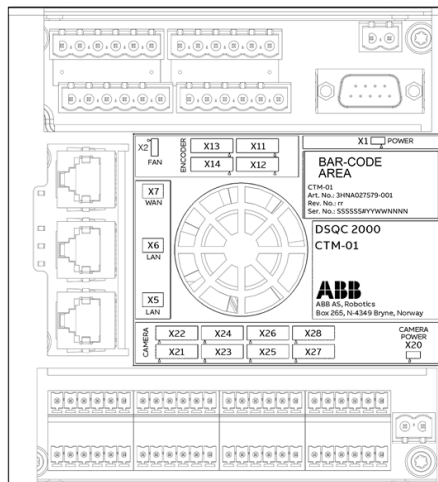 X1 POWER
X2
FAN
ENCODER
X13 X11
X14 X12
X7
WAN
X6
LAN
X5
LAN
BAR-CODE
AREA
CTM-01
Art. No.: 3HNA027579-001
Rev. No.: rr
Ser. No.: SSSSSS#YYWWNNNN
DSQC 2000
CTM-01
ABB
ABB AS, Robotics
Box 265, N-4349 Bryne, Norway
CAMERA
X22 X24 X26 X28
X21 X23 X25 X27
CAMERA
POWER
X20